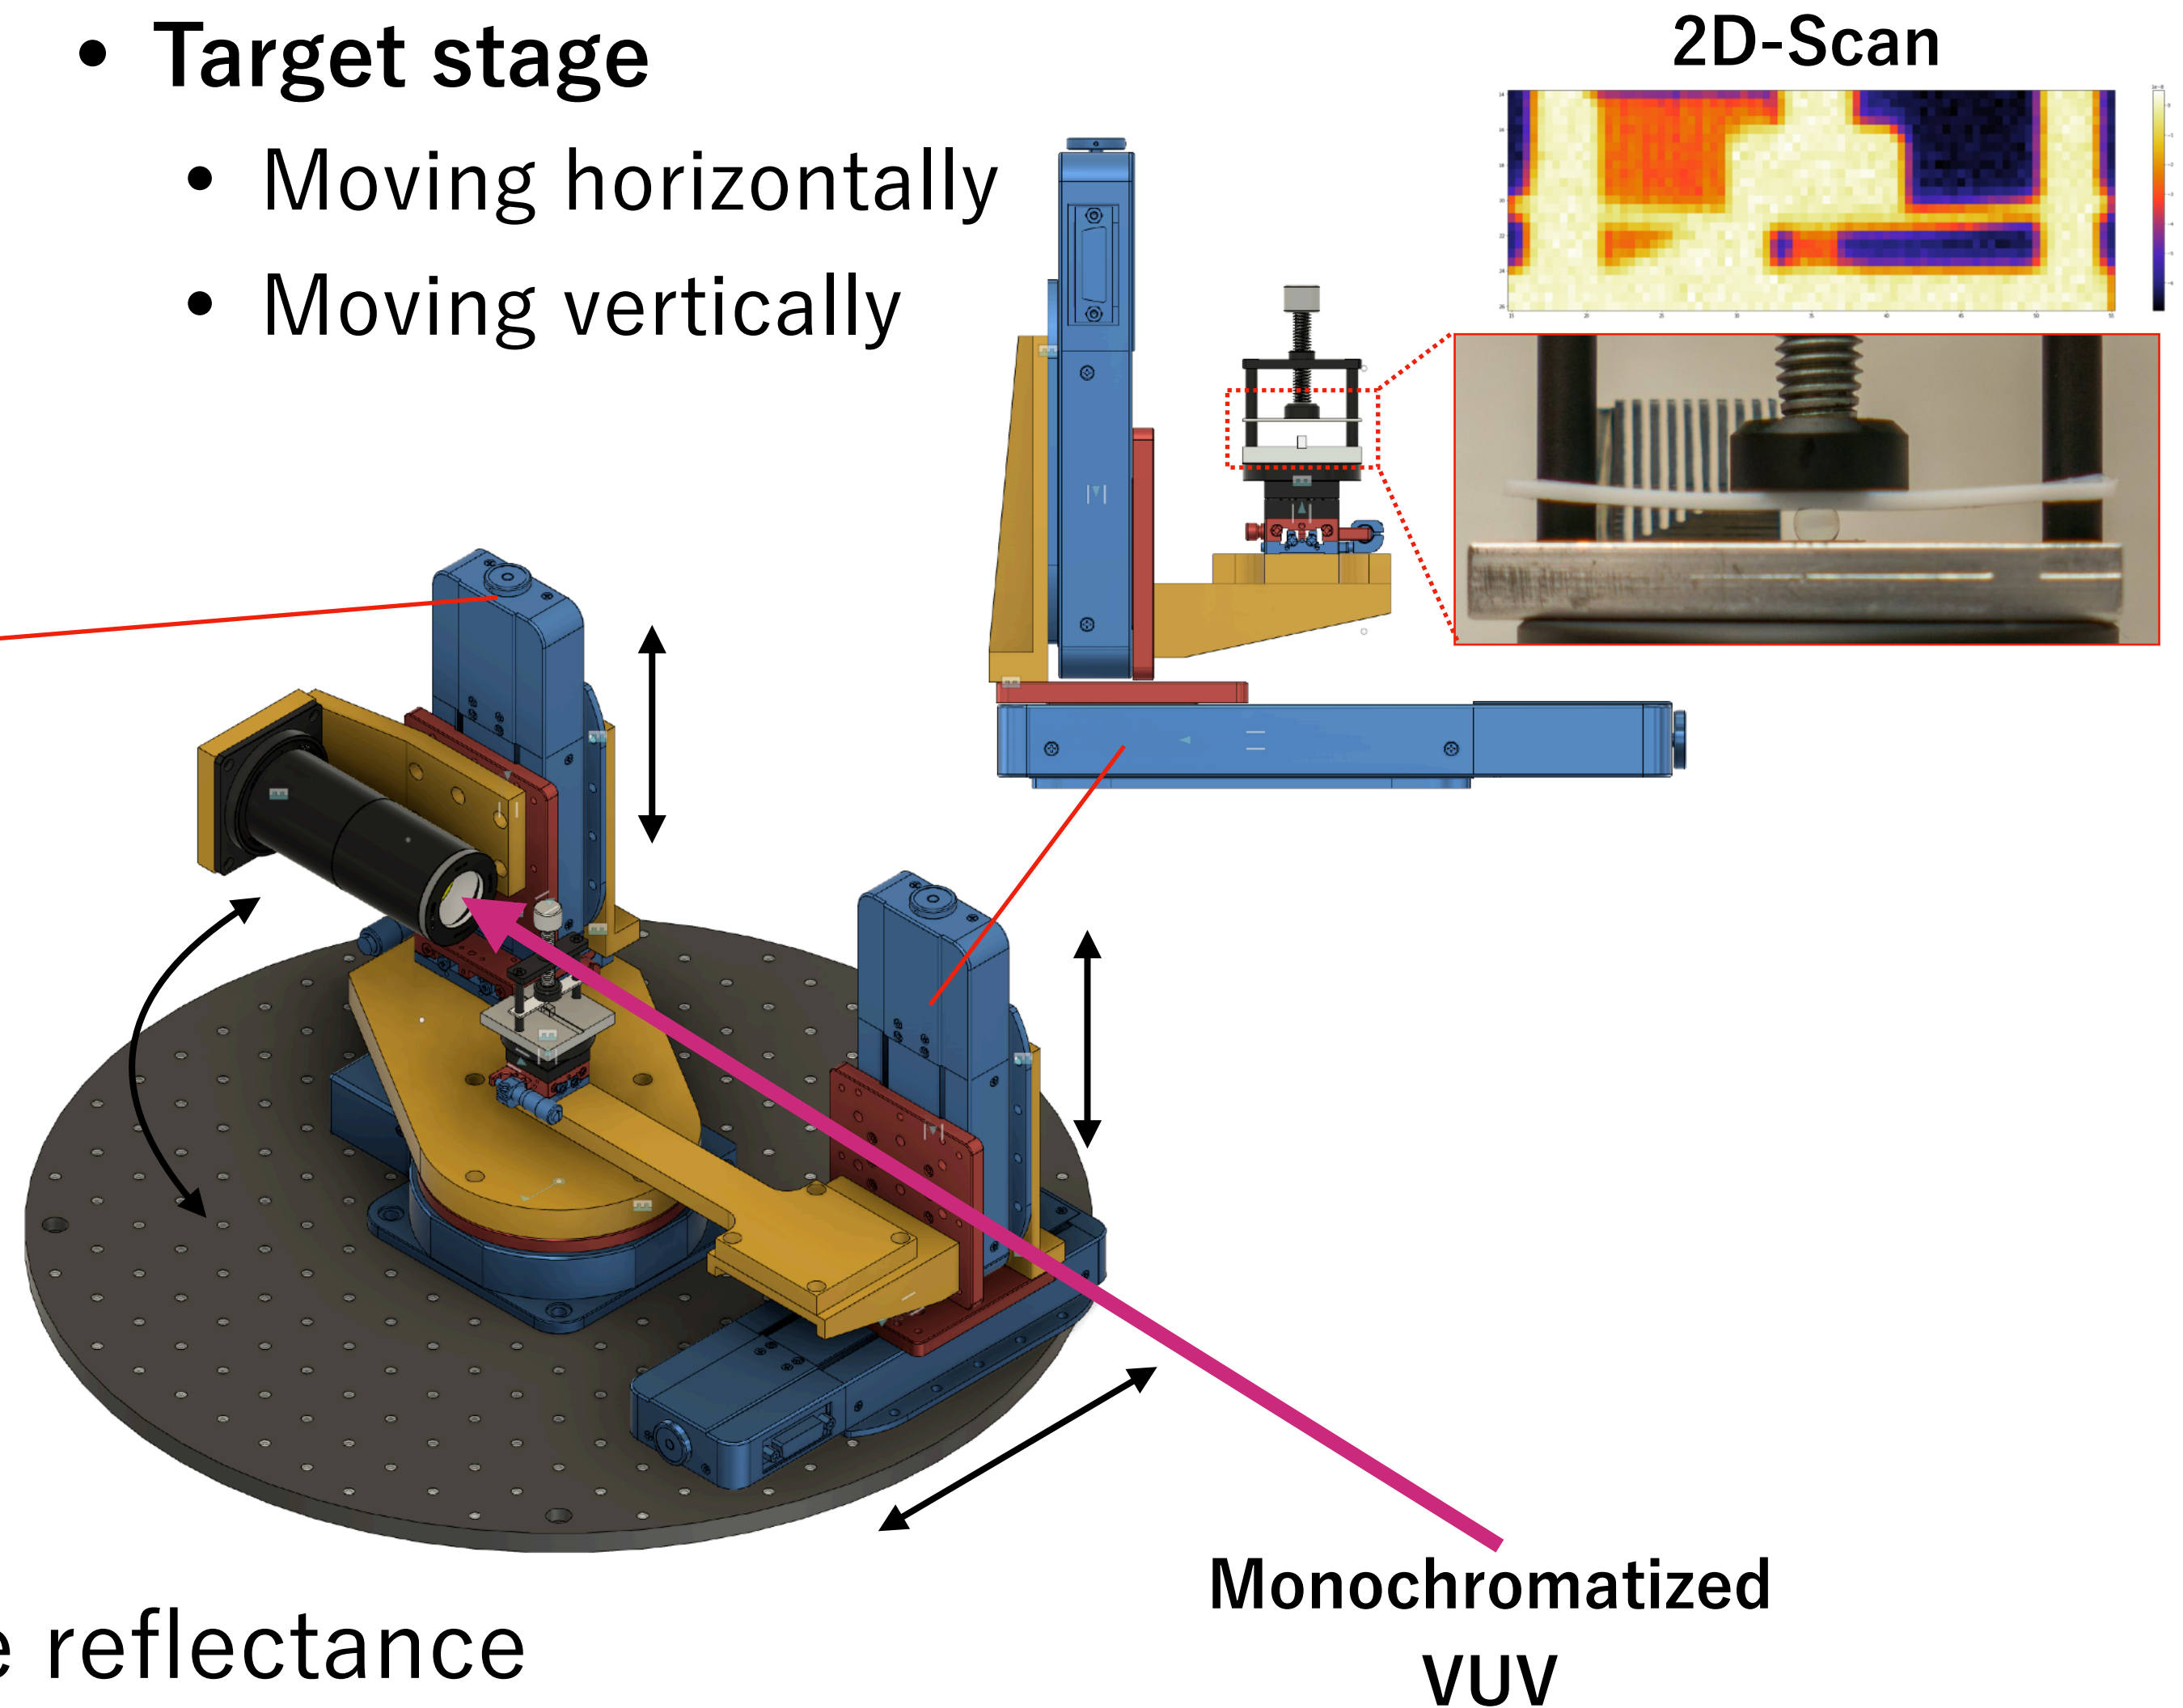 • Target stage
• Moving horizontally
• Moving vertically
2D-Scan
Monochromatized
VUV
reflectance